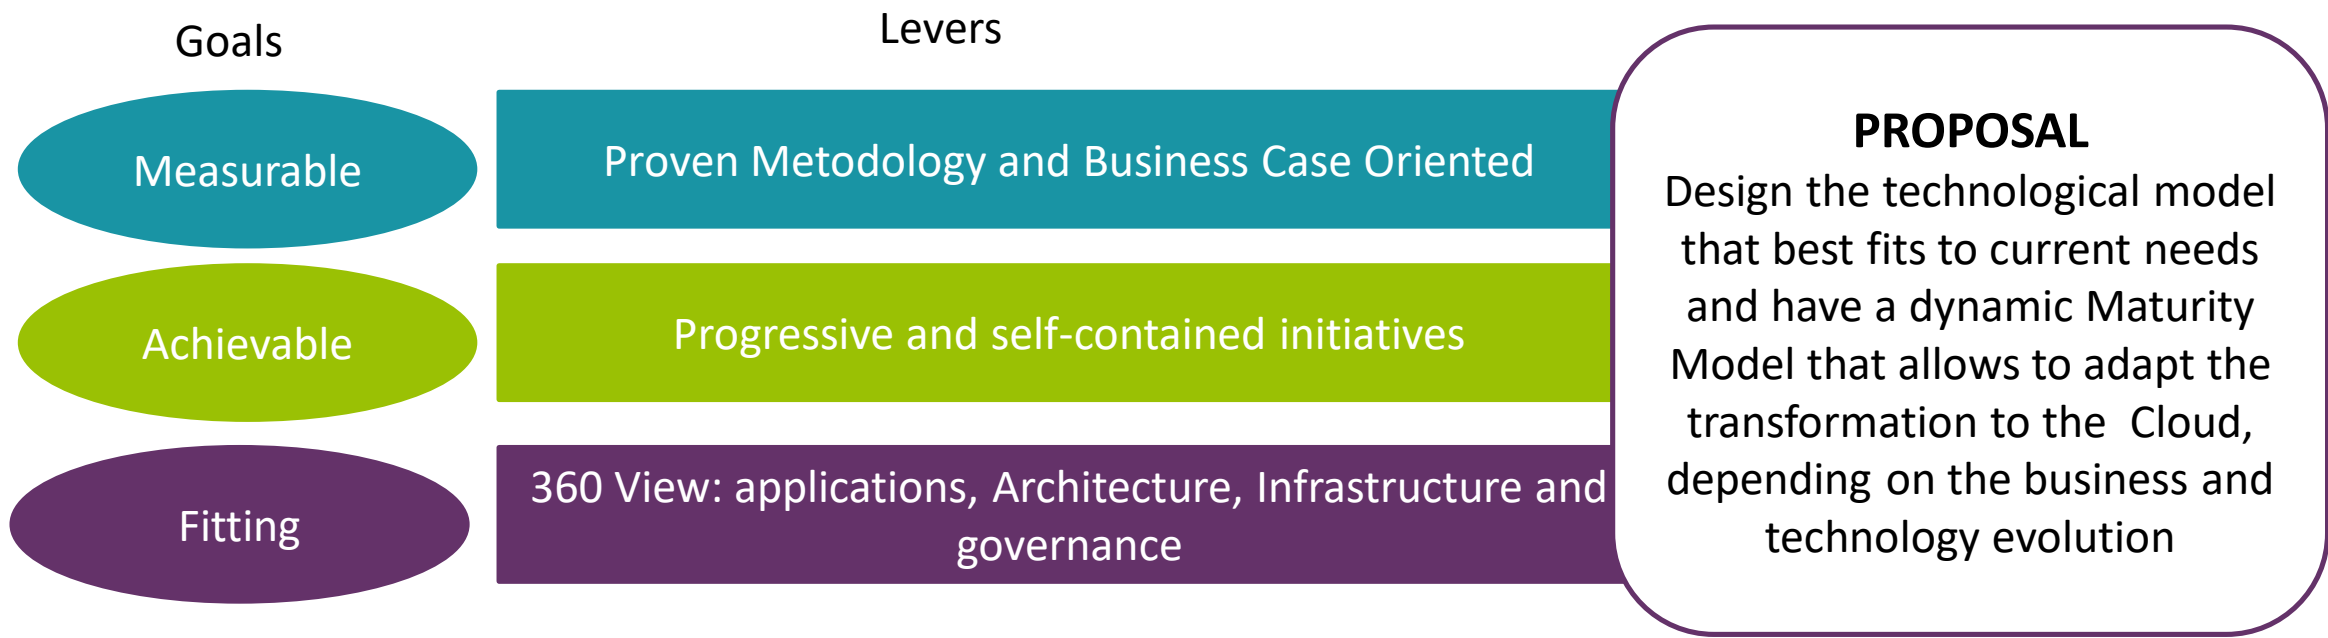 Goals
Levers
Measurable
Proven Metodology and Business Case Oriented
Achievable
Progressive and self-contained initiatives
Fitting
360 View: applications, Architecture, Infrastructure and
governance
PROPOSAL
Design the technological model
that best fits to current needs
and have a dynamic Maturity
Model that allows to adapt the
transformation to the  Cloud,
depending on the business and
technology evolution